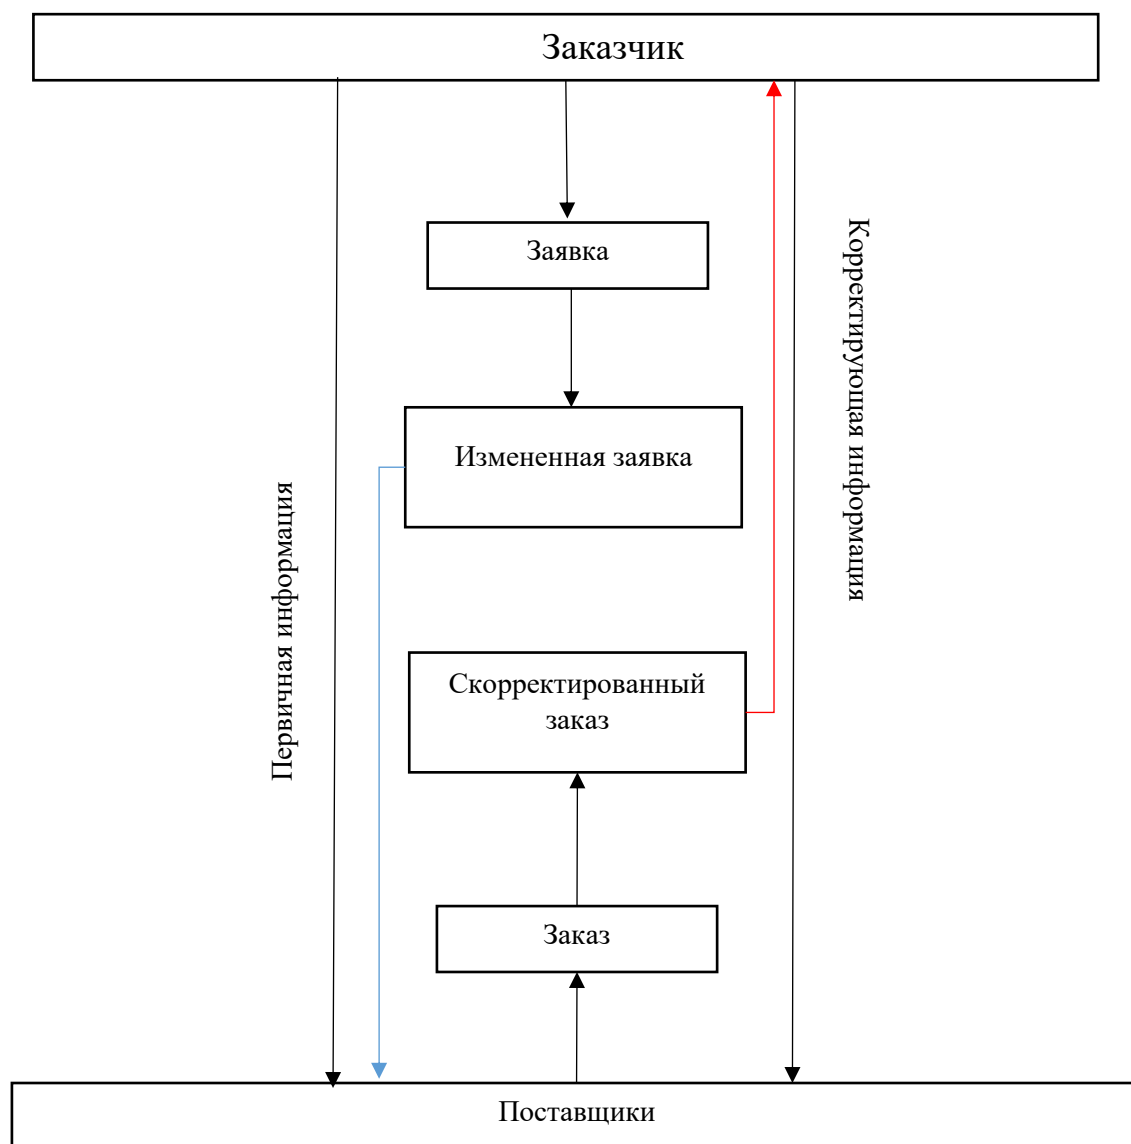 Заказчик
Заявка
Корректирующая информация
Измененная заявка
Первичная информация
Скорректированный
заказ
Заказ
Поставщики